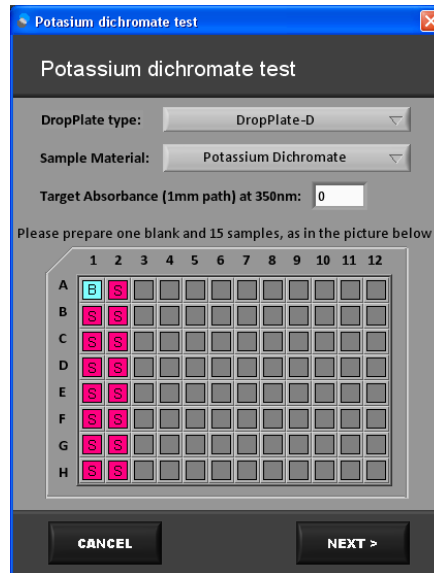 Potasium dichromate test
Potassium dichromate test
DropPlate type: DropPlate-D
Sample Material: Potassium Dichromate
Target Absorbance (1mm path) at 350nm: 0
Please prepare one blank and 15 samples, as in the picture below
1 2 3 4 5 6 7 8 9 10 11 12
A B S
B S S
C S S
D S S
E S S
F S S
G S S
H S S
CANCEL NEXT >